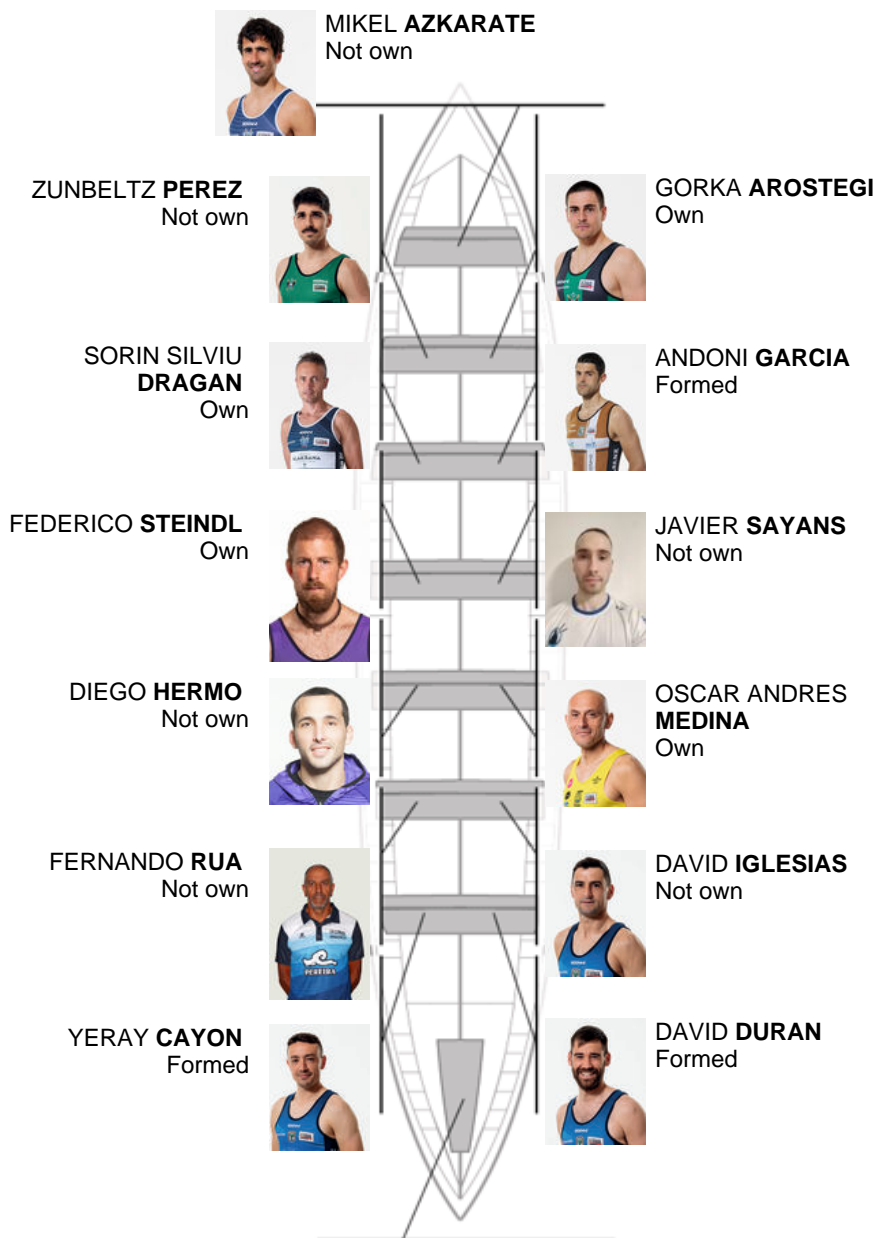 MIKEL AZKARATE
Not own
ZUNBELTZ PEREZ
Not own
GORKA AROSTEGI
Own
SORIN SILVIU
DRAGAN
Own
ANDONI GARCIA
Formed
FEDERICO STEINDL
Own
JAVIER SAYANS
Not own
DIEGO HERMO
Not own
OSCAR ANDRES
MEDINA
Own
FERNANDO RUA
Not own
DAVID IGLESIAS
Not own
PEREIRA
YERAY CAYON
Formed
DAVID DURAN
Formed